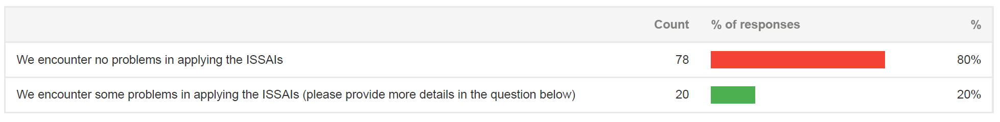 Count % of responses %
We encounter no problems in applying the ISSAIs 78 80%
We encounter some problems in applying the ISSAIs (please provide more details in the question below) 20 20%